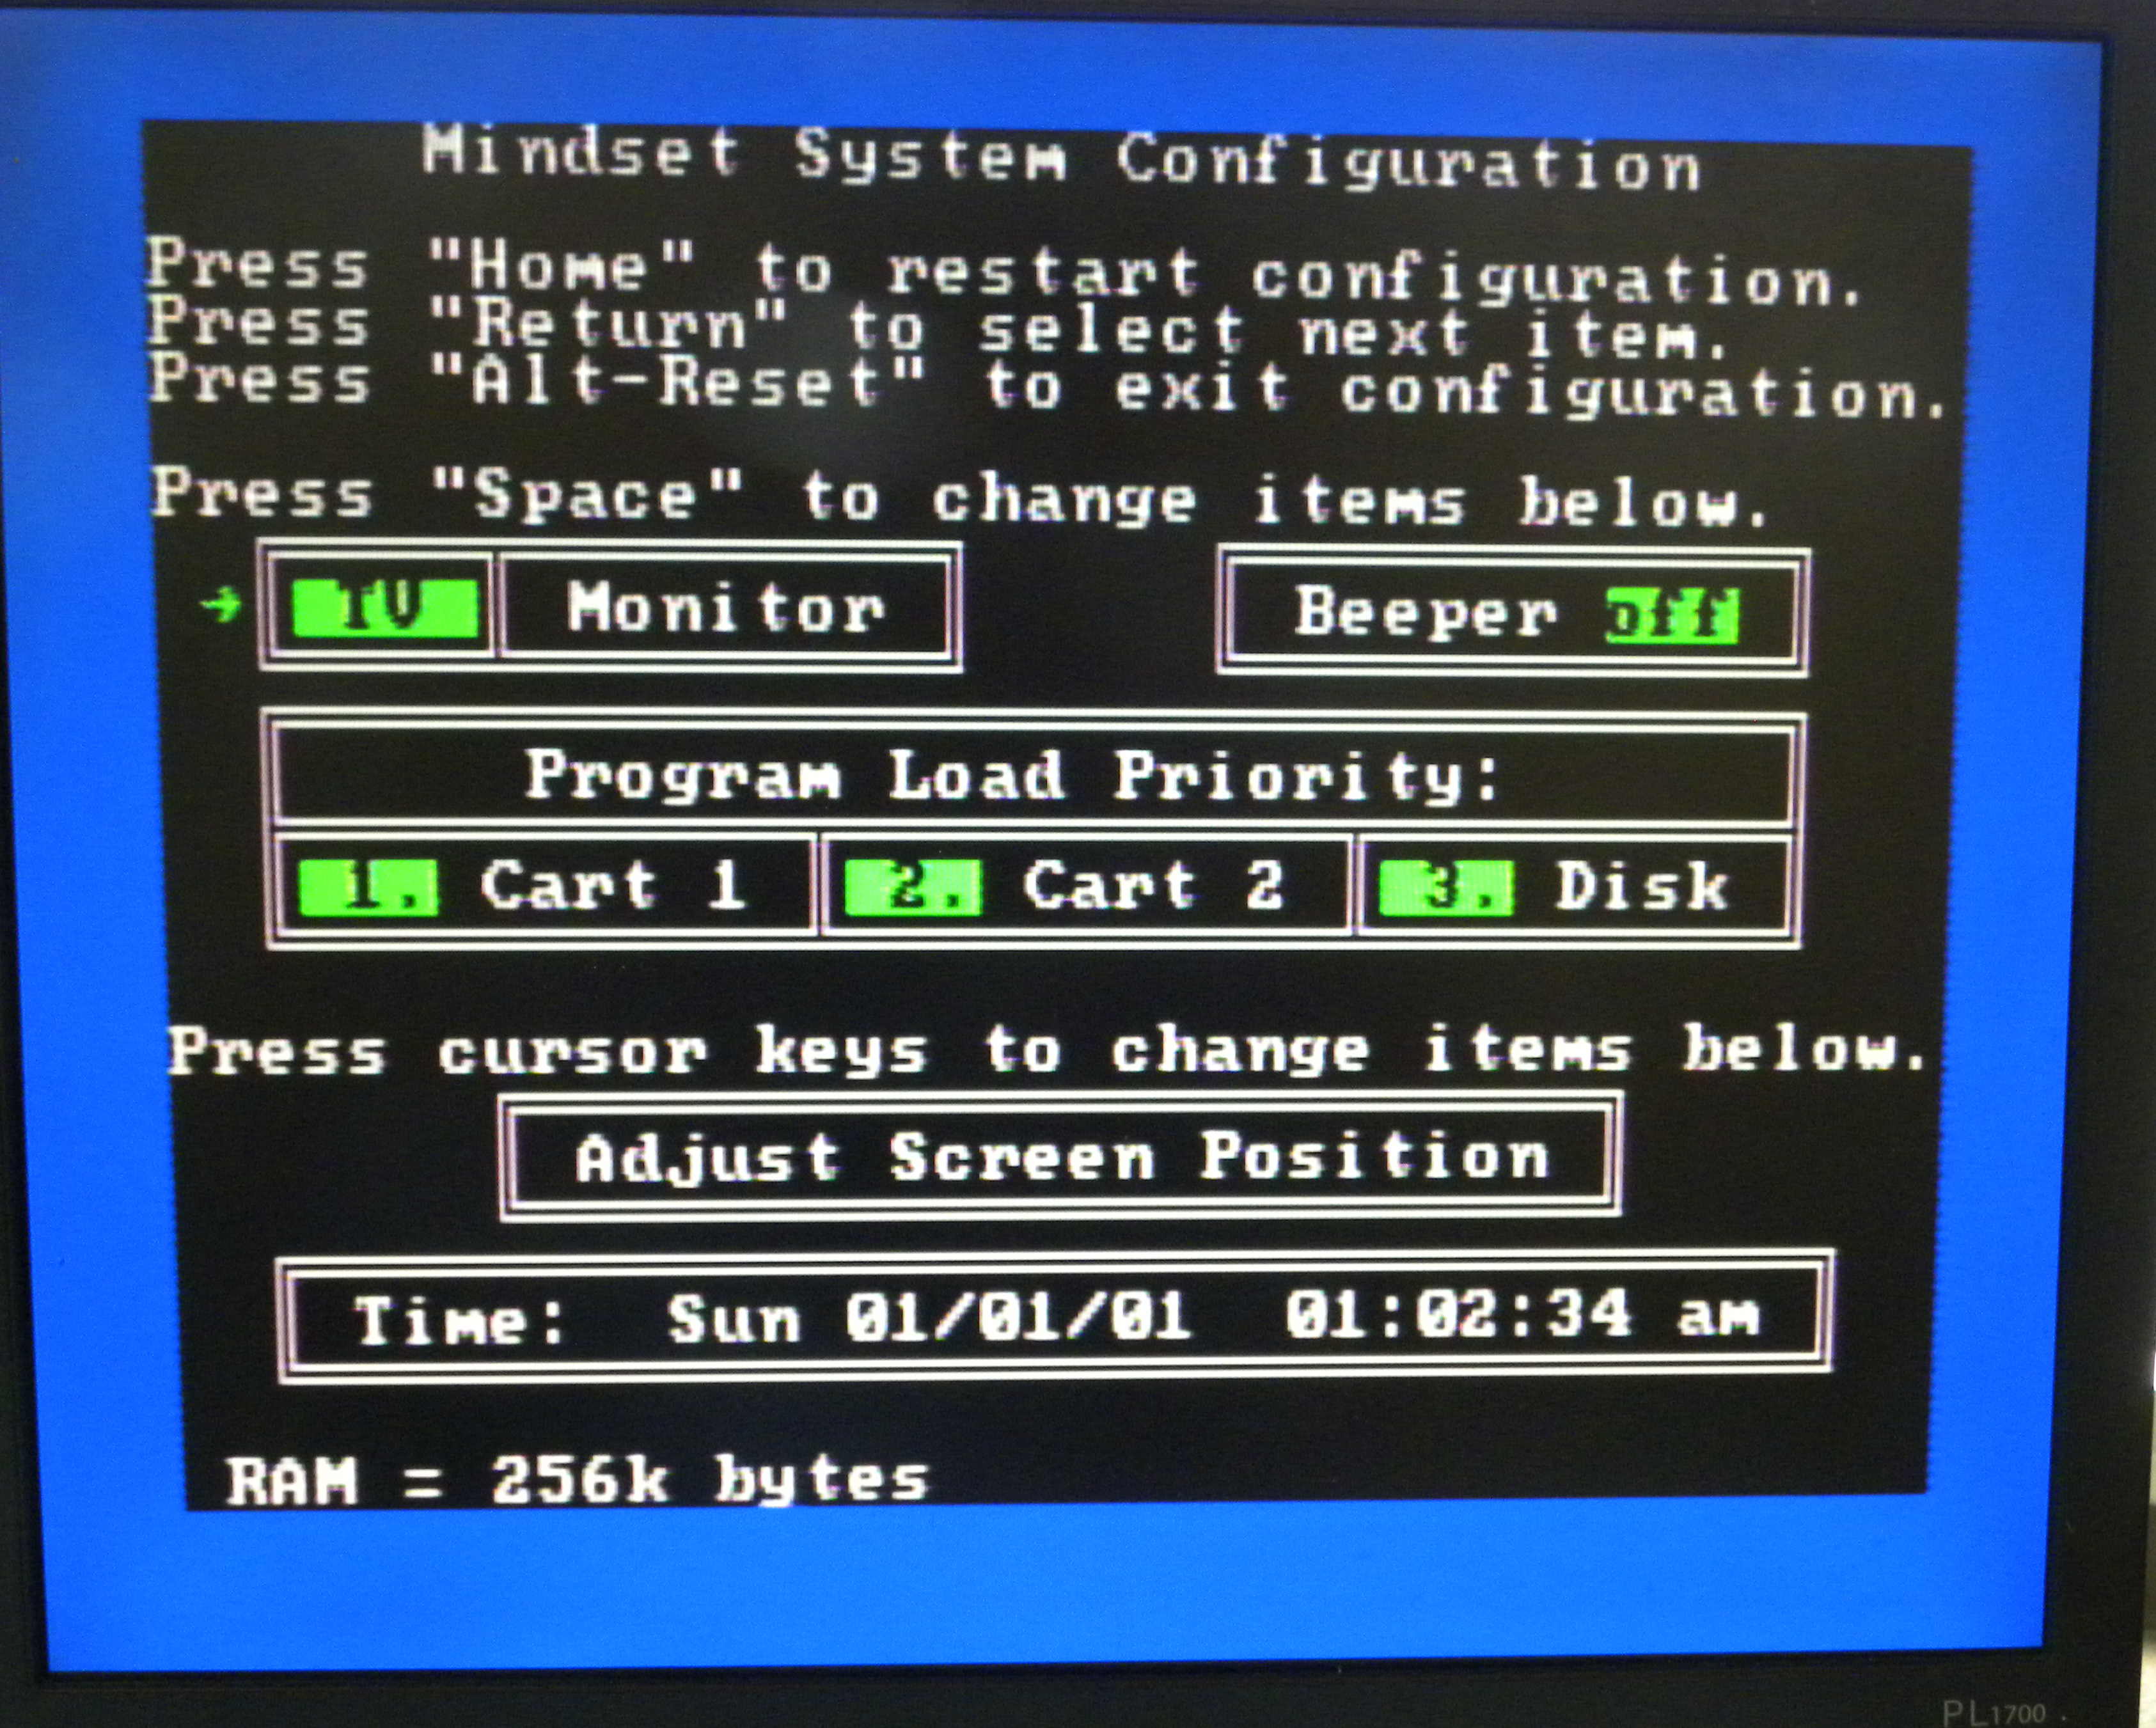 Mindset System Configuration
Press "Home" to restart configuration.
Press "Return" to select next item.
Press "Alt-Reset" to exit configuration.
Press "Space" to change items below.
→ TV Monitor Beeper off
Program Load Priority:
1. Cart 1 2. Cart 2 3. Disk
Press cursor keys to change items below.
Adjust Screen Position
Time: Sun 01/01/01 01:02:34 am
RAM = 256k bytes
PL1700